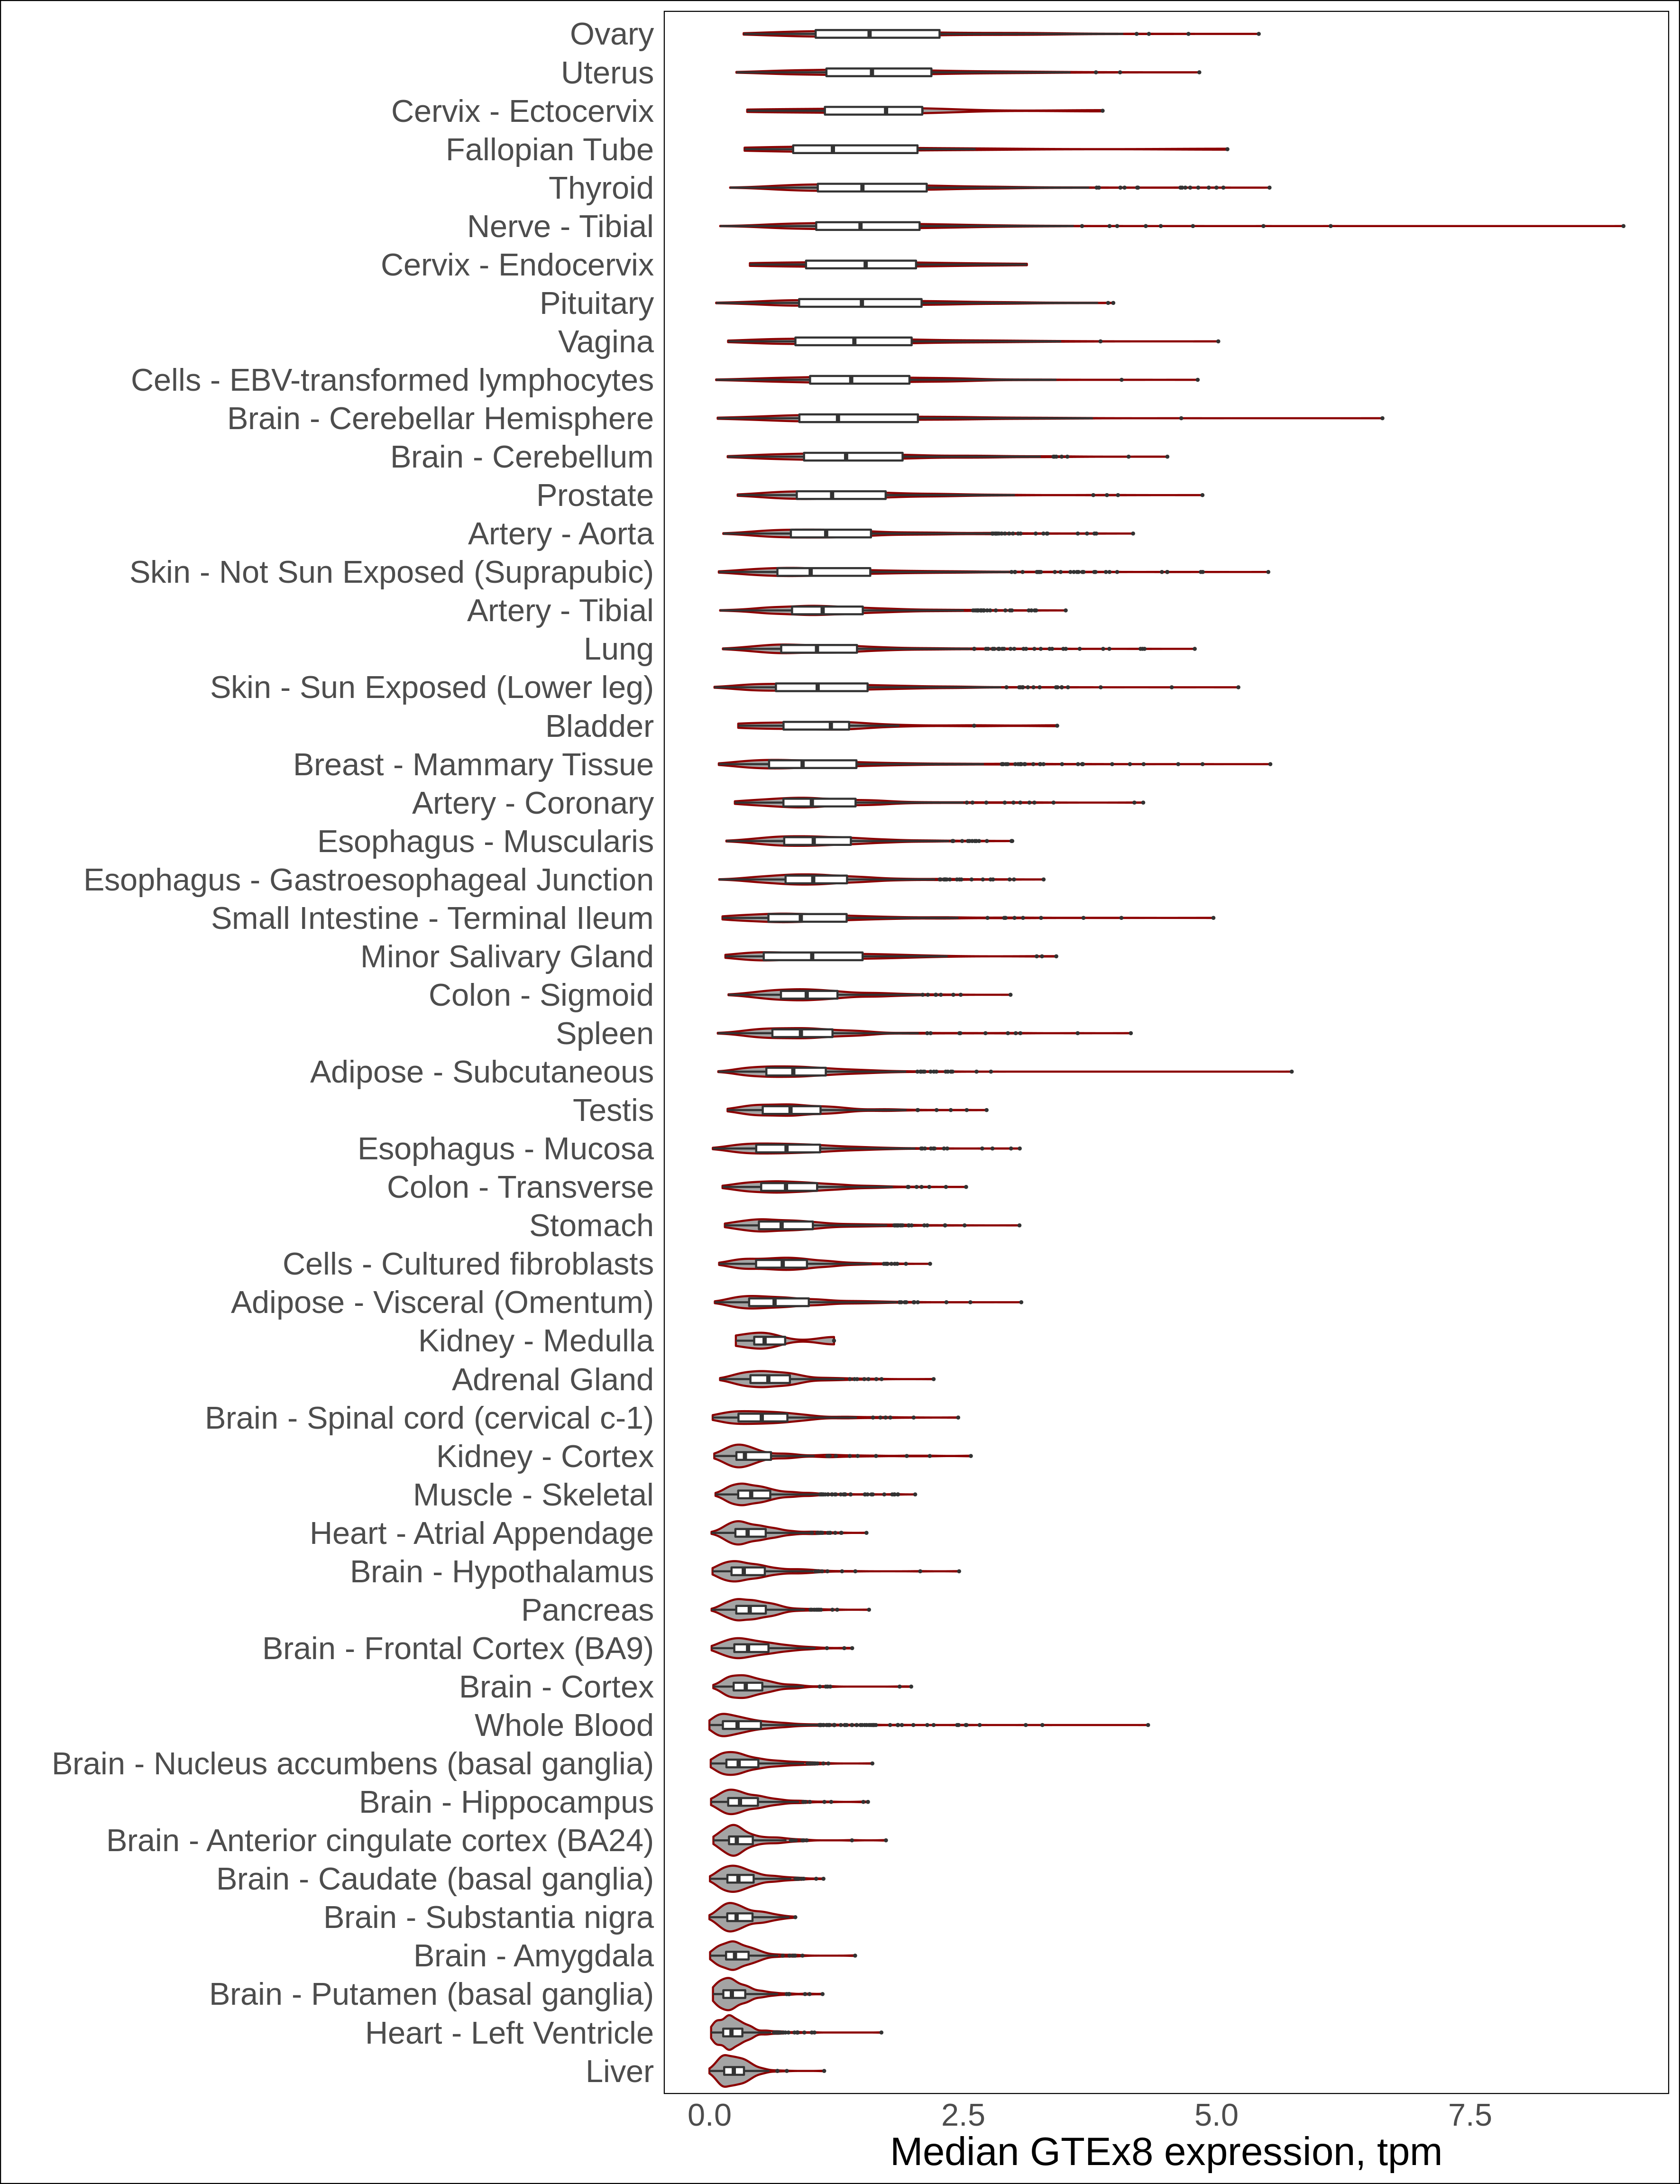 Ovary
Uterus
Cervix - Ectocervix
Fallopian Tube
Thyroid
Nerve - Tibial
Cervix - Endocervix
Pituitary
Vagina
Cells - EBV-transformed lymphocytes
Brain - Cerebellar Hemisphere
Brain - Cerebellum
Prostate
Artery - Aorta
Skin - Not Sun Exposed (Suprapubic)
Artery - Tibial
Lung
Skin - Sun Exposed (Lower leg)
Bladder
Breast - Mammary Tissue
Artery - Coronary
Esophagus - Muscularis
Esophagus - Gastroesophageal Junction
Small Intestine - Terminal Ileum
Minor Salivary Gland
Colon - Sigmoid
Spleen
Adipose - Subcutaneous
Testis
Esophagus - Mucosa
Colon - Transverse
Stomach
Cells - Cultured fibroblasts
Adipose - Visceral (Omentum)
Kidney - Medulla
Adrenal Gland
Brain - Spinal cord (cervical c-1)
Kidney - Cortex
Muscle - Skeletal
Heart - Atrial Appendage
Brain - Hypothalamus
Pancreas
Brain - Frontal Cortex (BA9)
Brain - Cortex
Whole Blood
Brain - Nucleus accumbens (basal ganglia)
Brain - Hippocampus
Brain - Anterior cingulate cortex (BA24)
Brain - Caudate (basal ganglia)
Brain - Substantia nigra
Brain - Amygdala
Brain - Putamen (basal ganglia)
Heart - Left Ventricle
Liver
0.0 2.5 5.0 7.5
Median GTEx8 expression, tpm